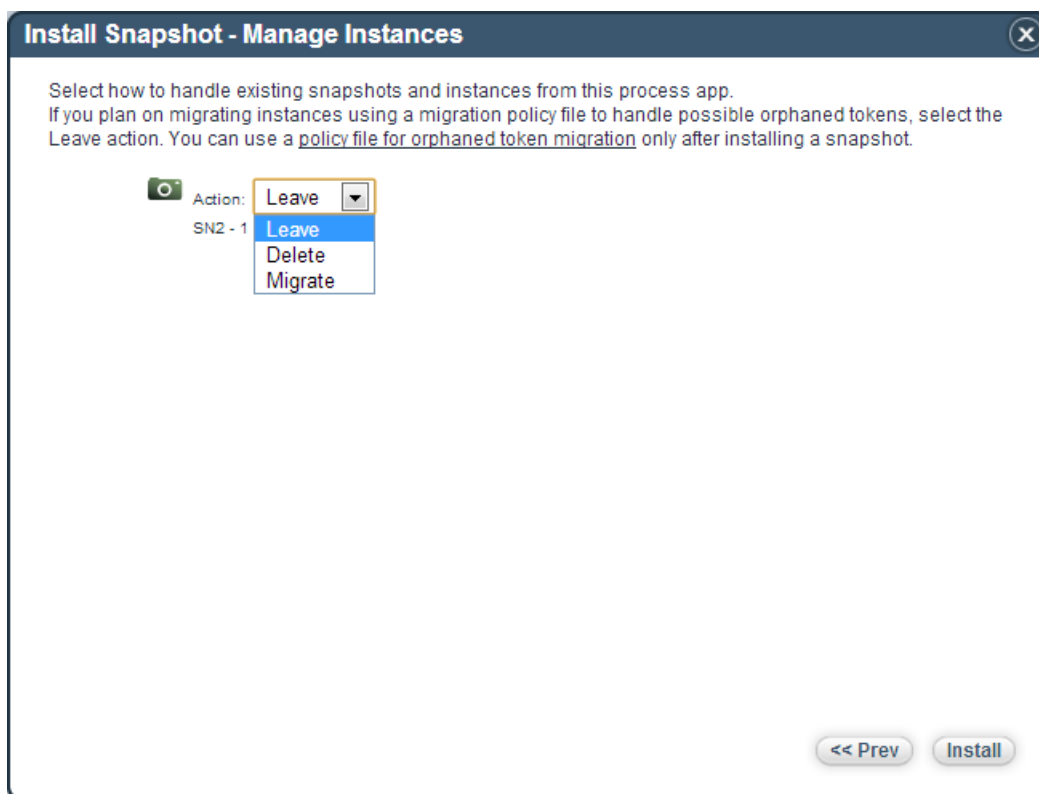 Install Snapshot - Manage Instances
Select how to handle existing snapshots and instances from this process app.
If you plan on migrating instances using a migration policy file to handle possible orphaned tokens, select the
Leave action. You can use a policy file for orphaned token migration only after installing a snapshot.
Action: Leave
SN2 - 1 Leave
Delete
Migrate
<< Prev Install